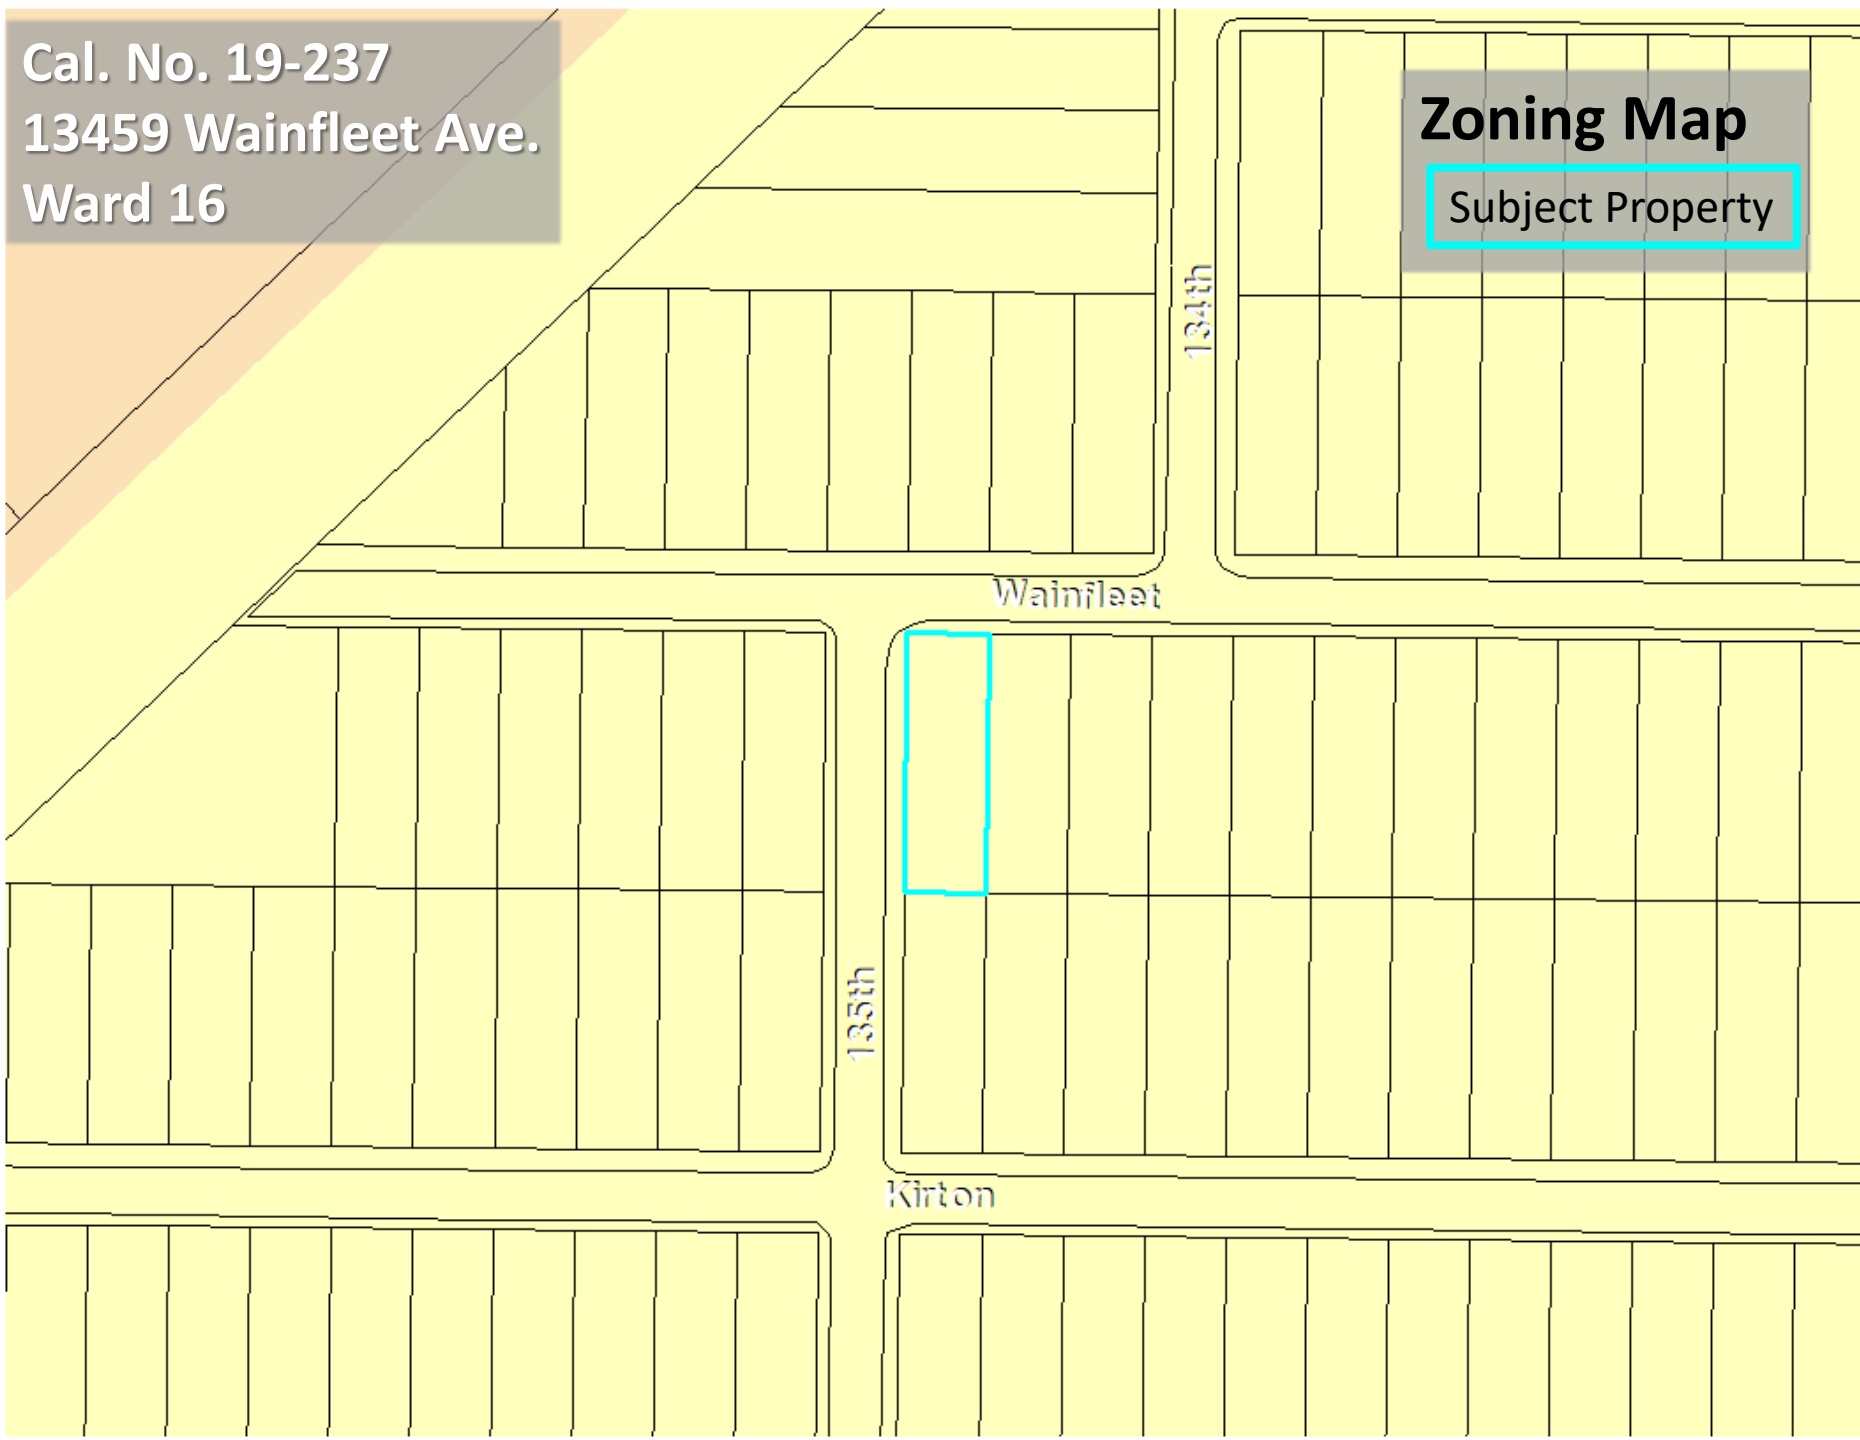 Cal. No. 19-237
13459 Wainfleet Ave.
Ward 16
Zoning Map
Subject Property
134th
Wainfleet
135th
Kirton